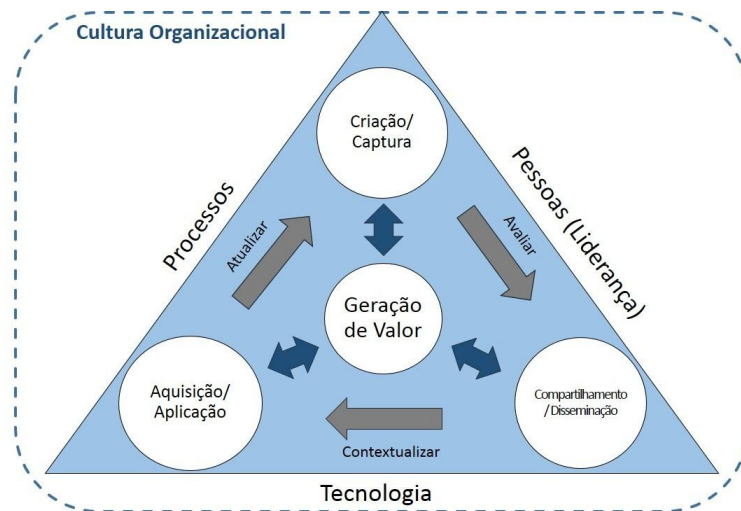 Cultura Organizacional
Criação/
Captura
Processos
Pessoas (Liderança)
Atualizar
Avaliar
Geração
de Valor
Aquisição/
Aplicação
Compartilhamento
/ Disseminação
Contextualizar
Tecnologia